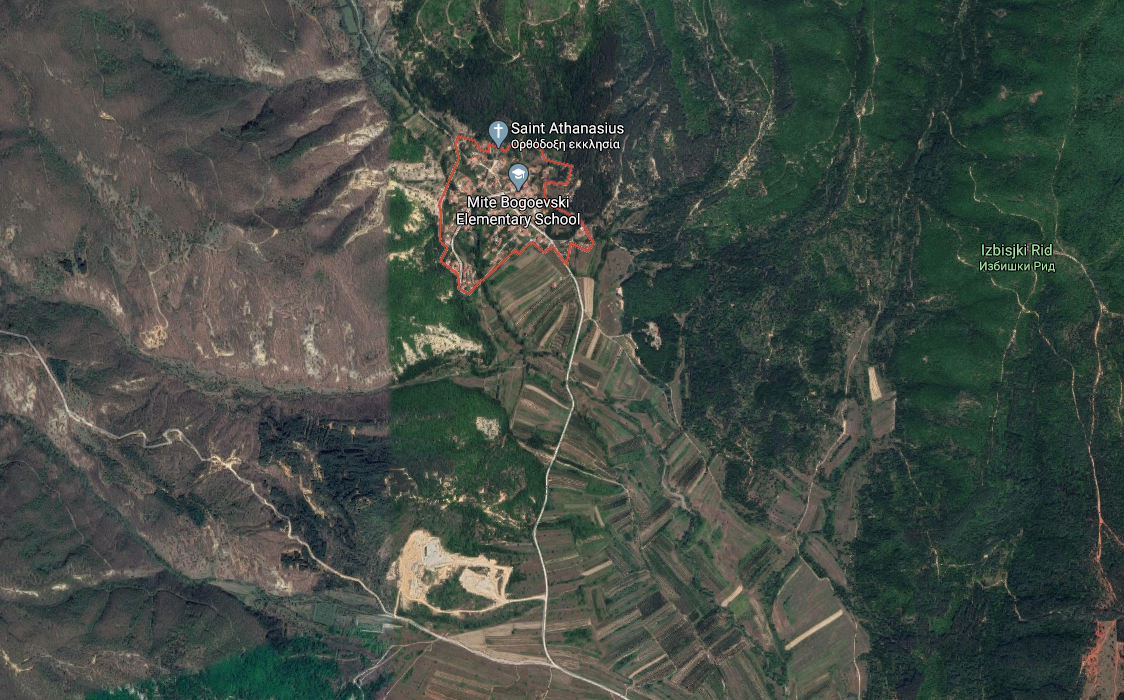 Saint Athanasius
Ορθόδοξη εκκλησία
Mite Bogoevski
Elementary School
Izbisjki Rid
Избишки Рид